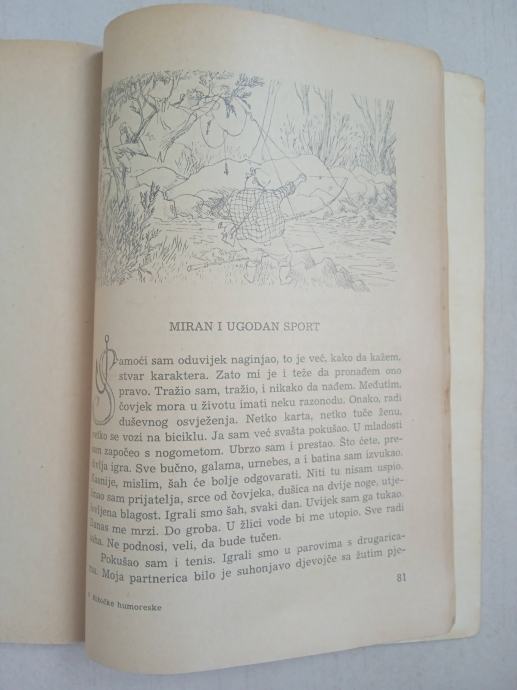 MIRAN I UGODAN SPORT
Samoći sam oduvijek naginjao, to je već, kako da kažem,
stvar karaktera. Zato mi je i teže da pronađem ono
pravo. Tražio sam, tražio, i nikako da nađem. Međutim,
čovjek mora u životu imati neku razonodu. Onako, radi
duševnog osvježenja. Netko karta, netko tuče ženu,
netko se vozi na biciklu. Ja sam već svašta pokušao. U mladosti
sam započeo s nogometom. Ubrzo sam i prestao. Što ćete, pre-
divlja igra. Sve bučno, galama, urnebes, a i batina sam izvukao.
Kasnije, mislim, šah će bolje odgovarati. Niti tu nisam uspio.
Imao sam prijatelja, srce od čovjeka, dušica na dvije noge, utje-
lovljena blagost. Igrali smo šah, svaki dan. Uvijek sam ga tukao.
Danas me mrzi. Do groba. U žlici vode bi me utopio. Sve radi
šaha. Ne podnosi, veli, da bude tučen.
Pokušao sam i tenis. Igrali smo u parovima s drugarica-
ma. Moja partnerica bilo je suhonjavo djevojče sa žutim pje-
81
Ribičke humoreske